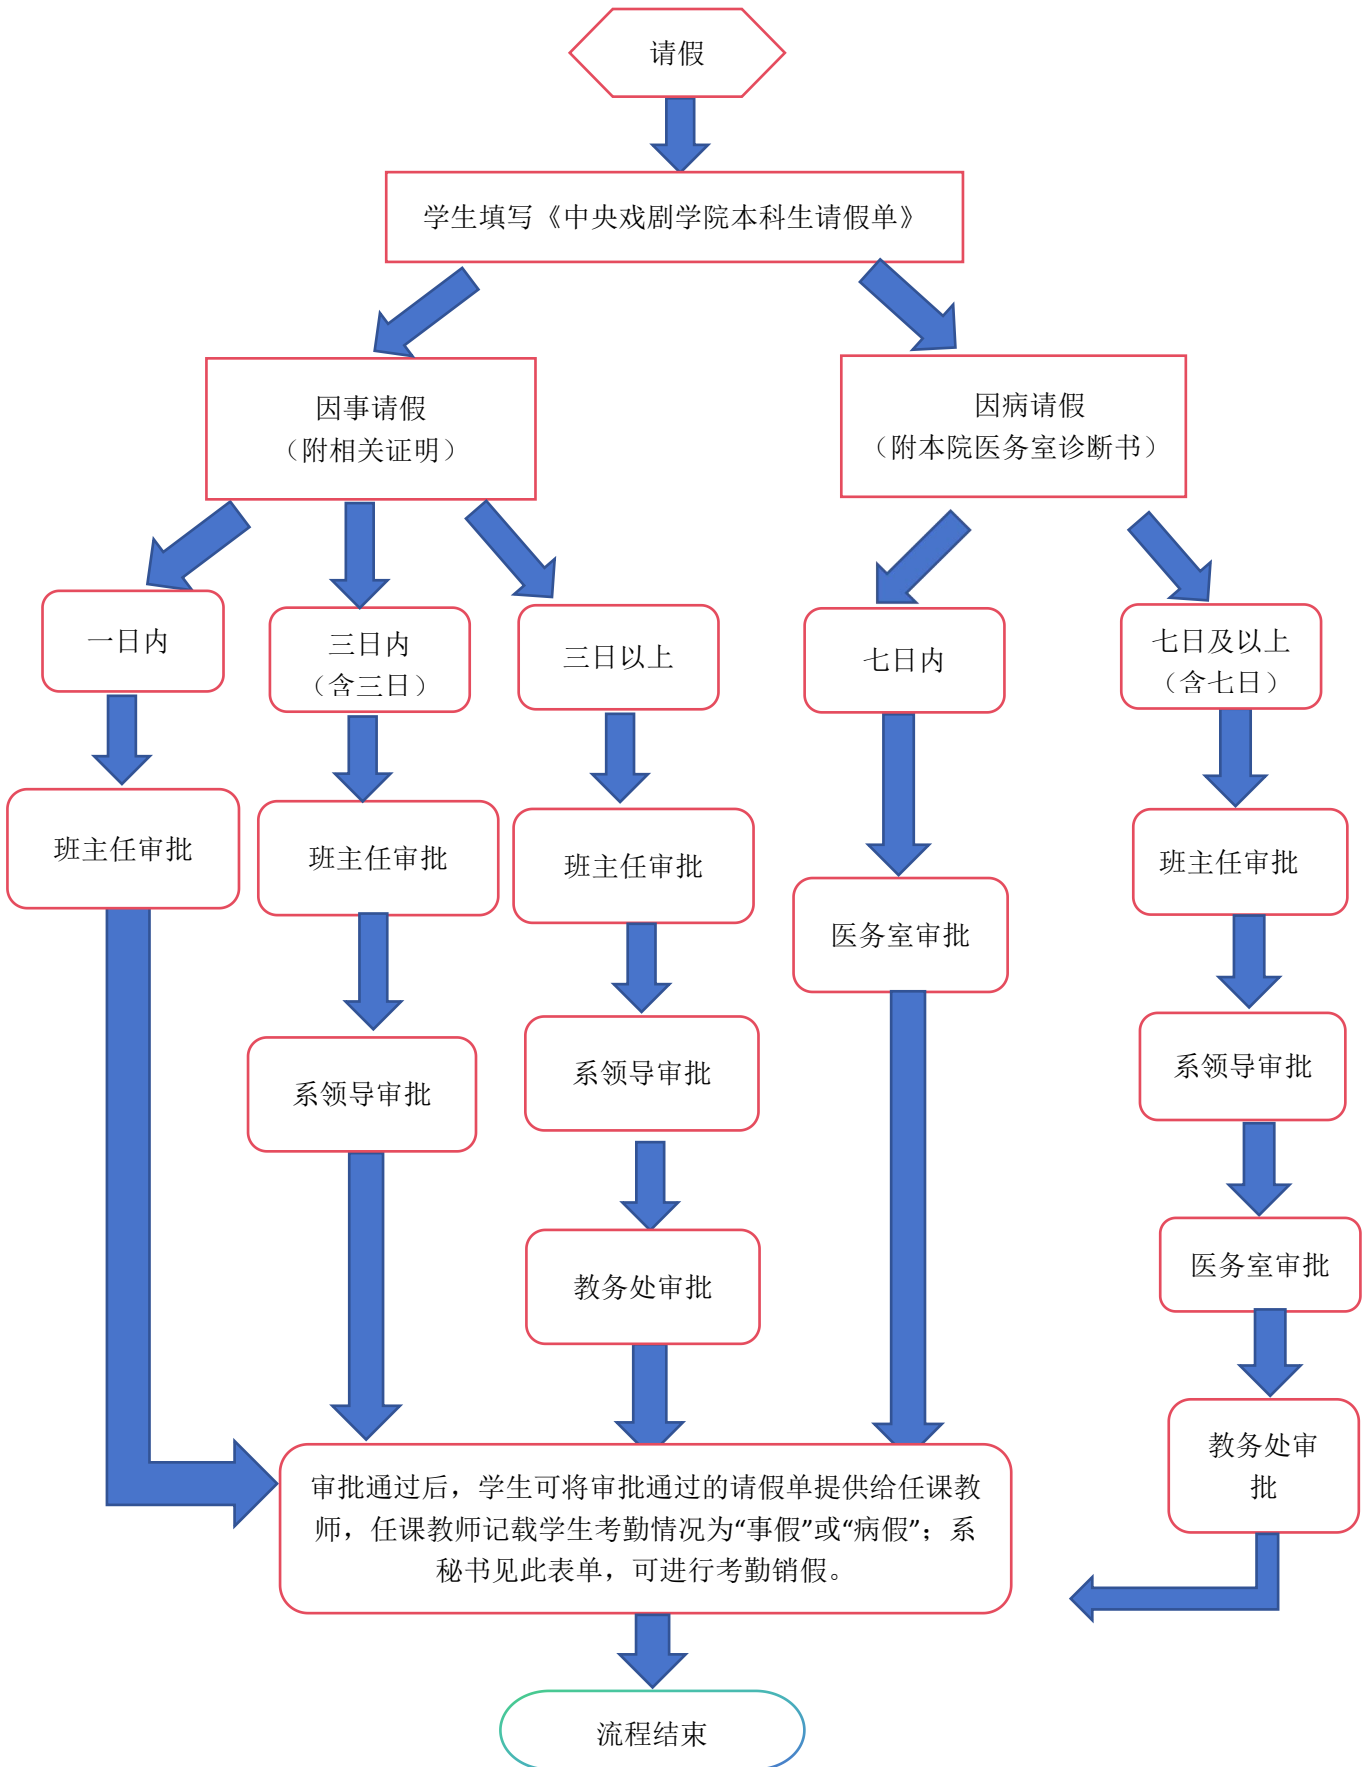 请假
学生填写《中央戏剧学院本科生请假单》
因事请假
（附相关证明）
因病请假
（附本院医务室诊断书）
一日内
三日内
（含三日）
三日以上
七日内
七日及以上
（含七日）
班主任审批
班主任审批
班主任审批
医务室审批
班主任审批
系领导审批
系领导审批
系领导审批
教务处审批
医务室审批
教务处审
批
审批通过后，学生可将审批通过的请假单提供给任课教
师，任课教师记载学生考勤情况为“事假”或“病假”；系
秘书见此表单，可进行考勤销假。
流程结束